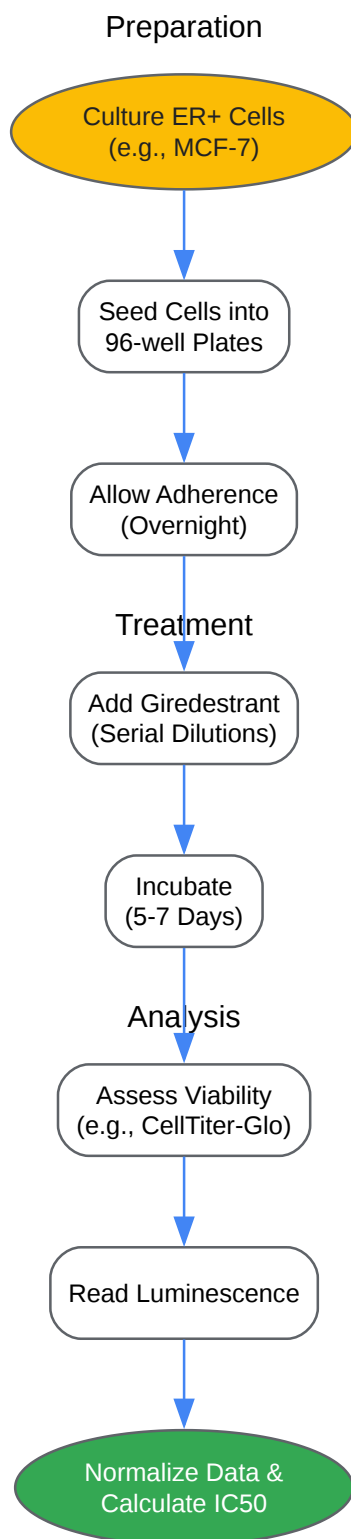 Preparation
Culture ER+ Cells
(e.g., MCF-7)
Seed Cells into
96-well Plates
Allow Adherence
(Overnight)
Treatment
Add Giredestrant
(Serial Dilutions)
Incubate
(5-7 Days)
Analysis
Assess Viability
(e.g., CellTiter-Glo)
Read Luminescence
Normalize Data &
Calculate IC50